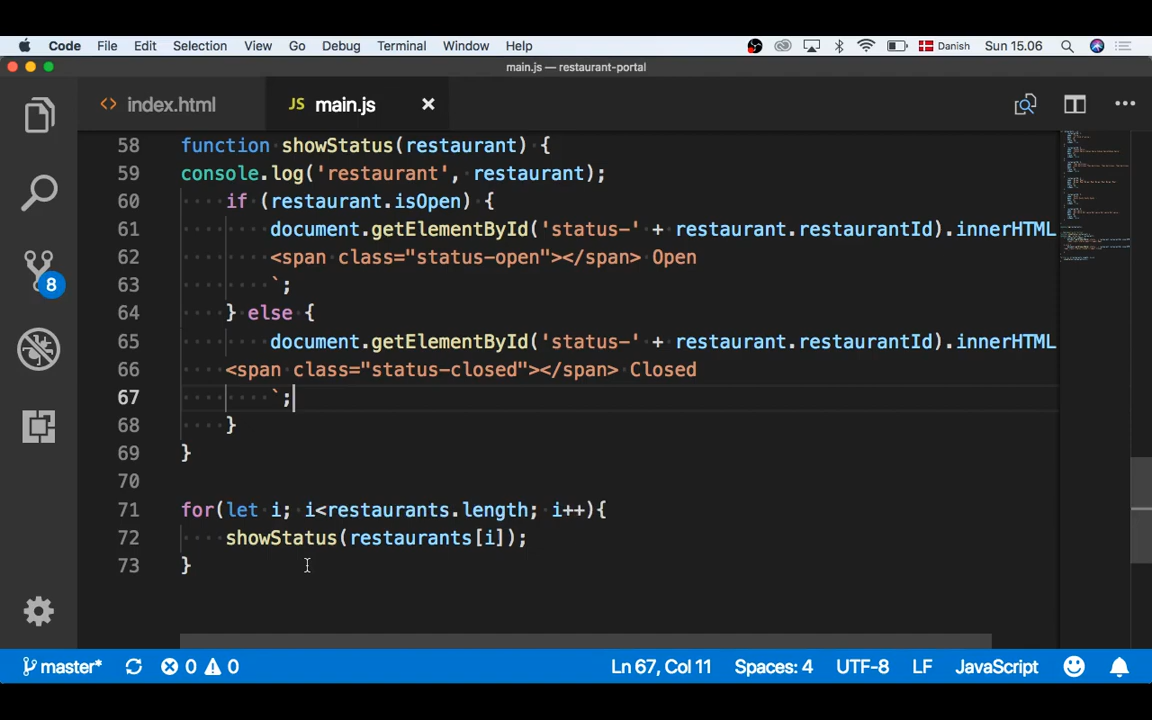 Code File Edit Selection View Go Debug Terminal Window Help Danish Sun 15.06
main.js — restaurant-portal
<> index.html JS main.js
58 function showStatus(restaurant) {
59 console.log('restaurant', restaurant);
60 if (restaurant.isOpen) {
61 document.getElementById('status-' + restaurant.restaurantId).innerHTML
62 <span class="status-open"></span> Open
63 `;
64 } else {
65 document.getElementById('status-' + restaurant.restaurantId).innerHTML
66 <span class="status-closed"></span> Closed
67 `;
68 }
69 }
70
71 for(let i; i<restaurants.length; i++){
72 showStatus(restaurants[i]);
73 }
8
master* 0 0 Ln 67, Col 11 Spaces: 4 UTF-8 LF JavaScript